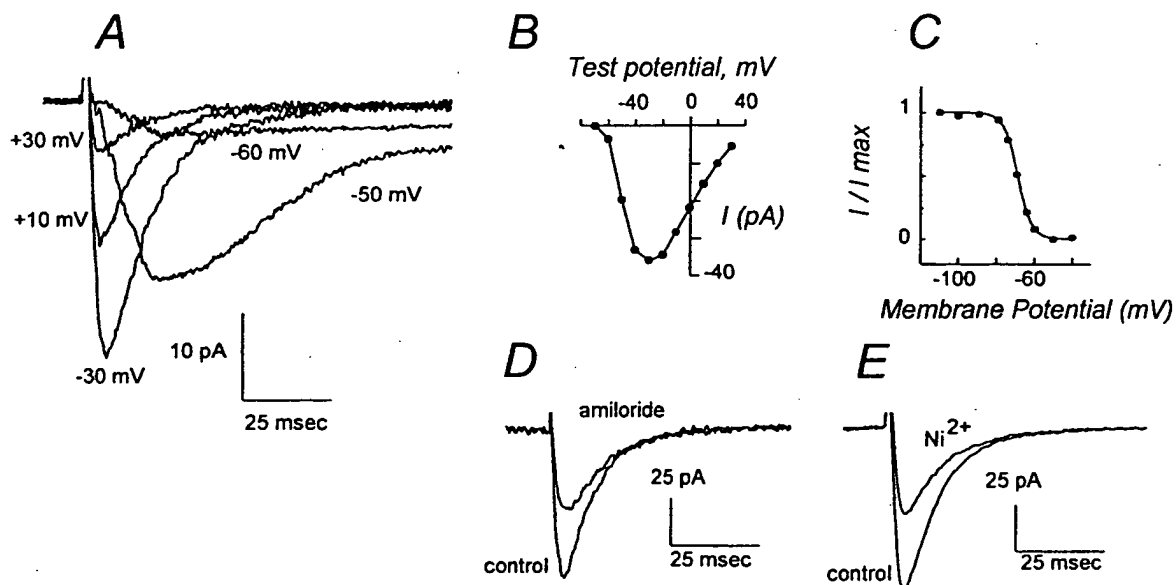 A
+30 mV
-60 mV
-50 mV
+10 mV
-30 mV
10 pA
25 msec
B
Test potential, mV
-40 0 40
I (pA)
-40
C
1
I / I max
0
-100 -60
Membrane Potential (mV)
D
amiloride
25 pA
control
25 msec
E
Ni2+
25 pA
control
25 msec